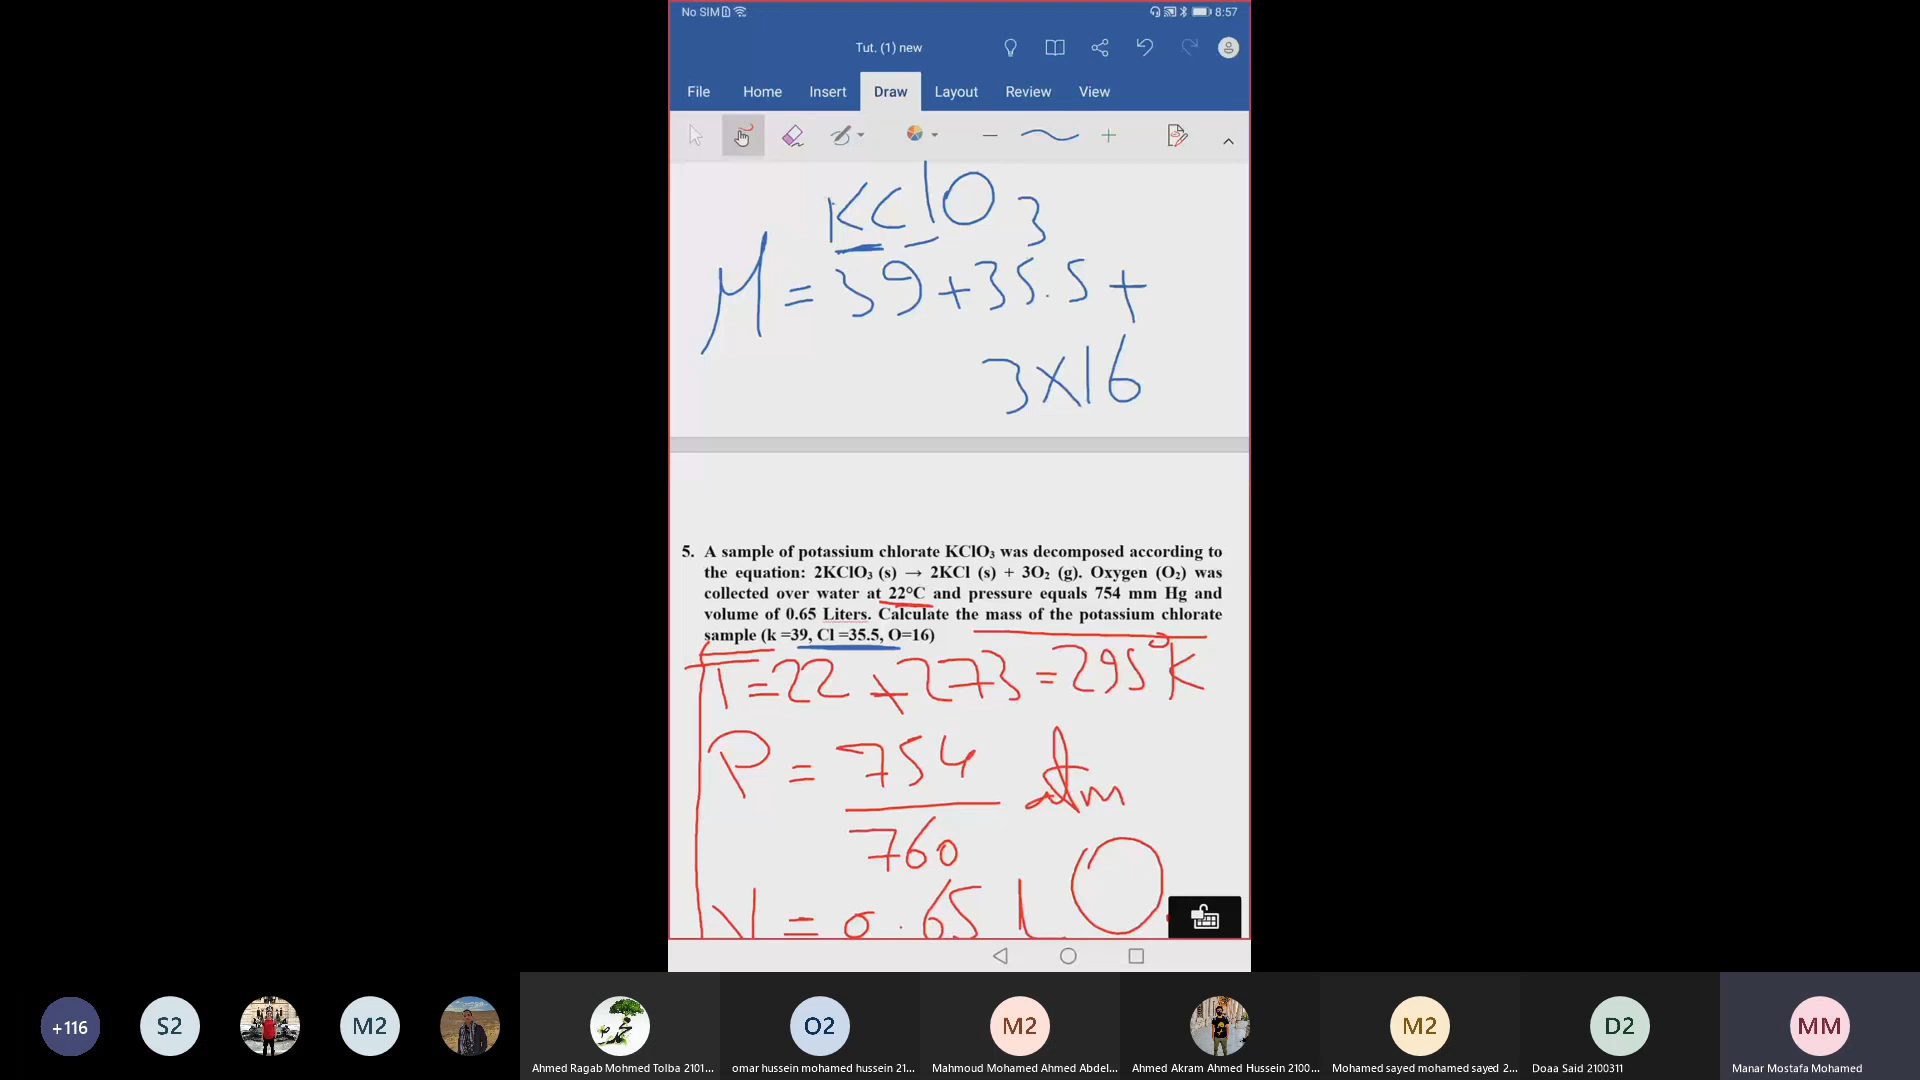 No SIM 8:57
Tut. (1) new
File Home Insert Draw Layout Review View
KClO3
M = 39 + 35.5 +
3×16
5. A sample of potassium chlorate KClO₃ was decomposed according to
the equation: 2KClO₃ (s) → 2KCl (s) + 3O₂ (g). Oxygen (O₂) was
collected over water at 22°C and pressure equals 754 mm Hg and
volume of 0.65 Liters. Calculate the mass of the potassium chlorate
sample (k =39, Cl =35.5, O=16)
T = 22 + 273 = 295°K
P = 754
atm
760
V = 0.65 L
+116 S2 M2 O2 M2 M2 D2 MM
Ahmed Ragab Mohmed Tolba 2101... omar hussein mohamed hussein 21... Mahmoud Mohamed Ahmed Abdel... Ahmed Akram Ahmed Hussein 2100... Mohamed sayed mohamed sayed 2... Doaa Said 2100311 Manar Mostafa Mohamed